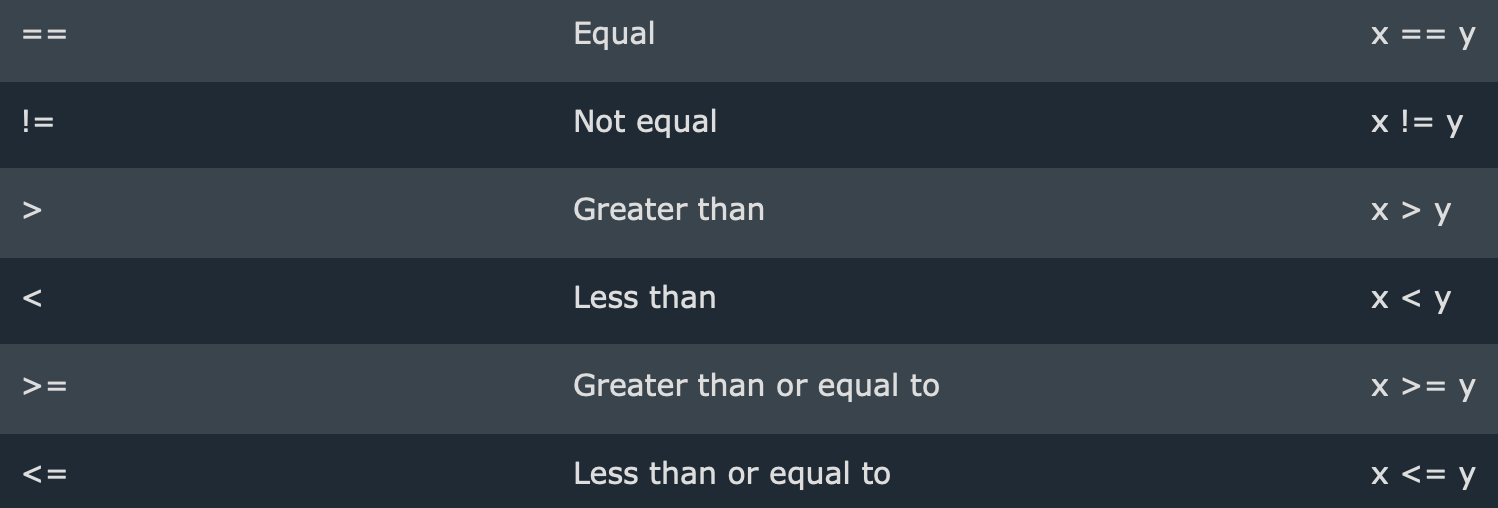 == Equal x == y
!= Not equal x != y
> Greater than x > y
< Less than x < y
>= Greater than or equal to x >= y
<= Less than or equal to x <= y